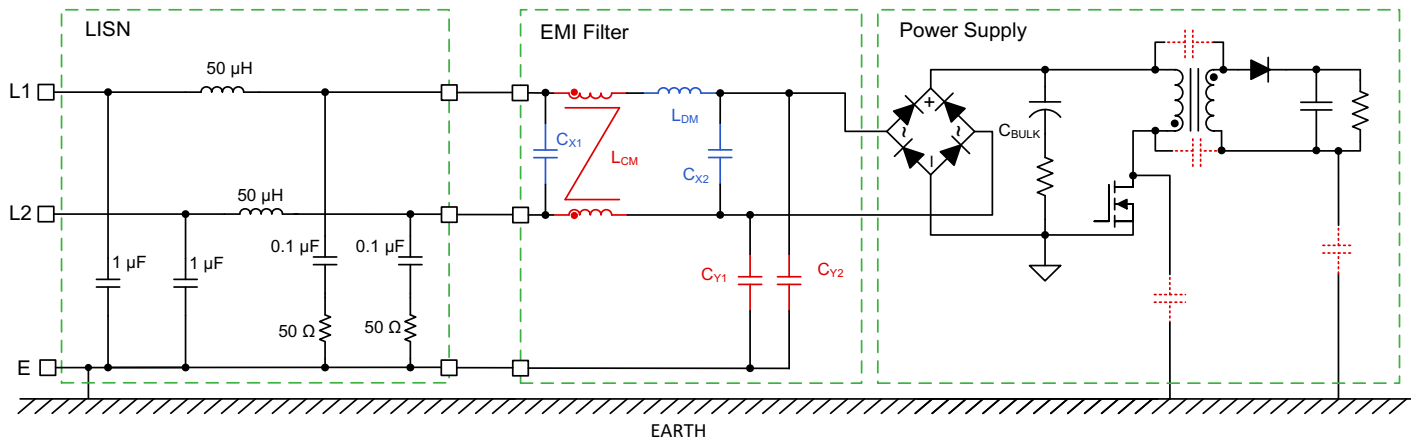 LISN
EMI Filter
Power Supply
50 µH
L1
L_DM
C_X1
L_CM
C_X2
C_BULK
+
~
~
–
50 µH
L2
0.1 µF
0.1 µF
1 µF
1 µF
C_Y1
C_Y2
50 Ω
50 Ω
E
EARTH